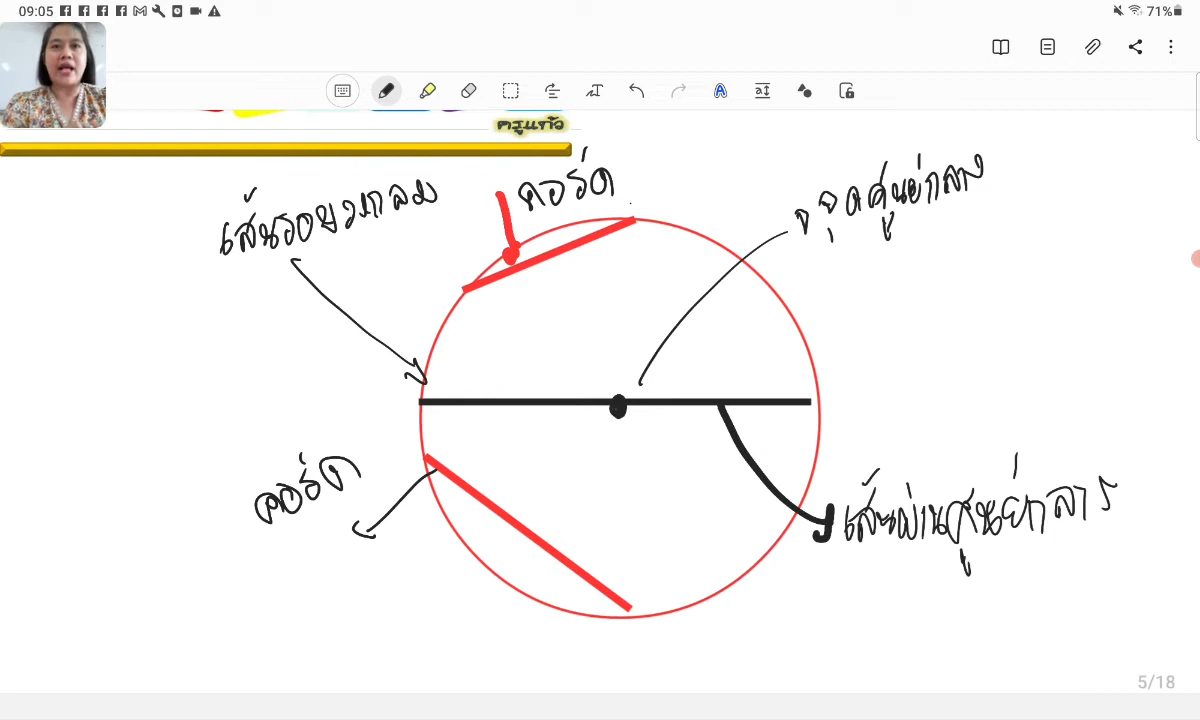 09:05
71%
ครูแก้ว
คอร์ด
เส้นรอบวงกลม
จุดศูนย์กลาง
คอร์ด
เส้นผ่านศูนย์กลาง
5/18